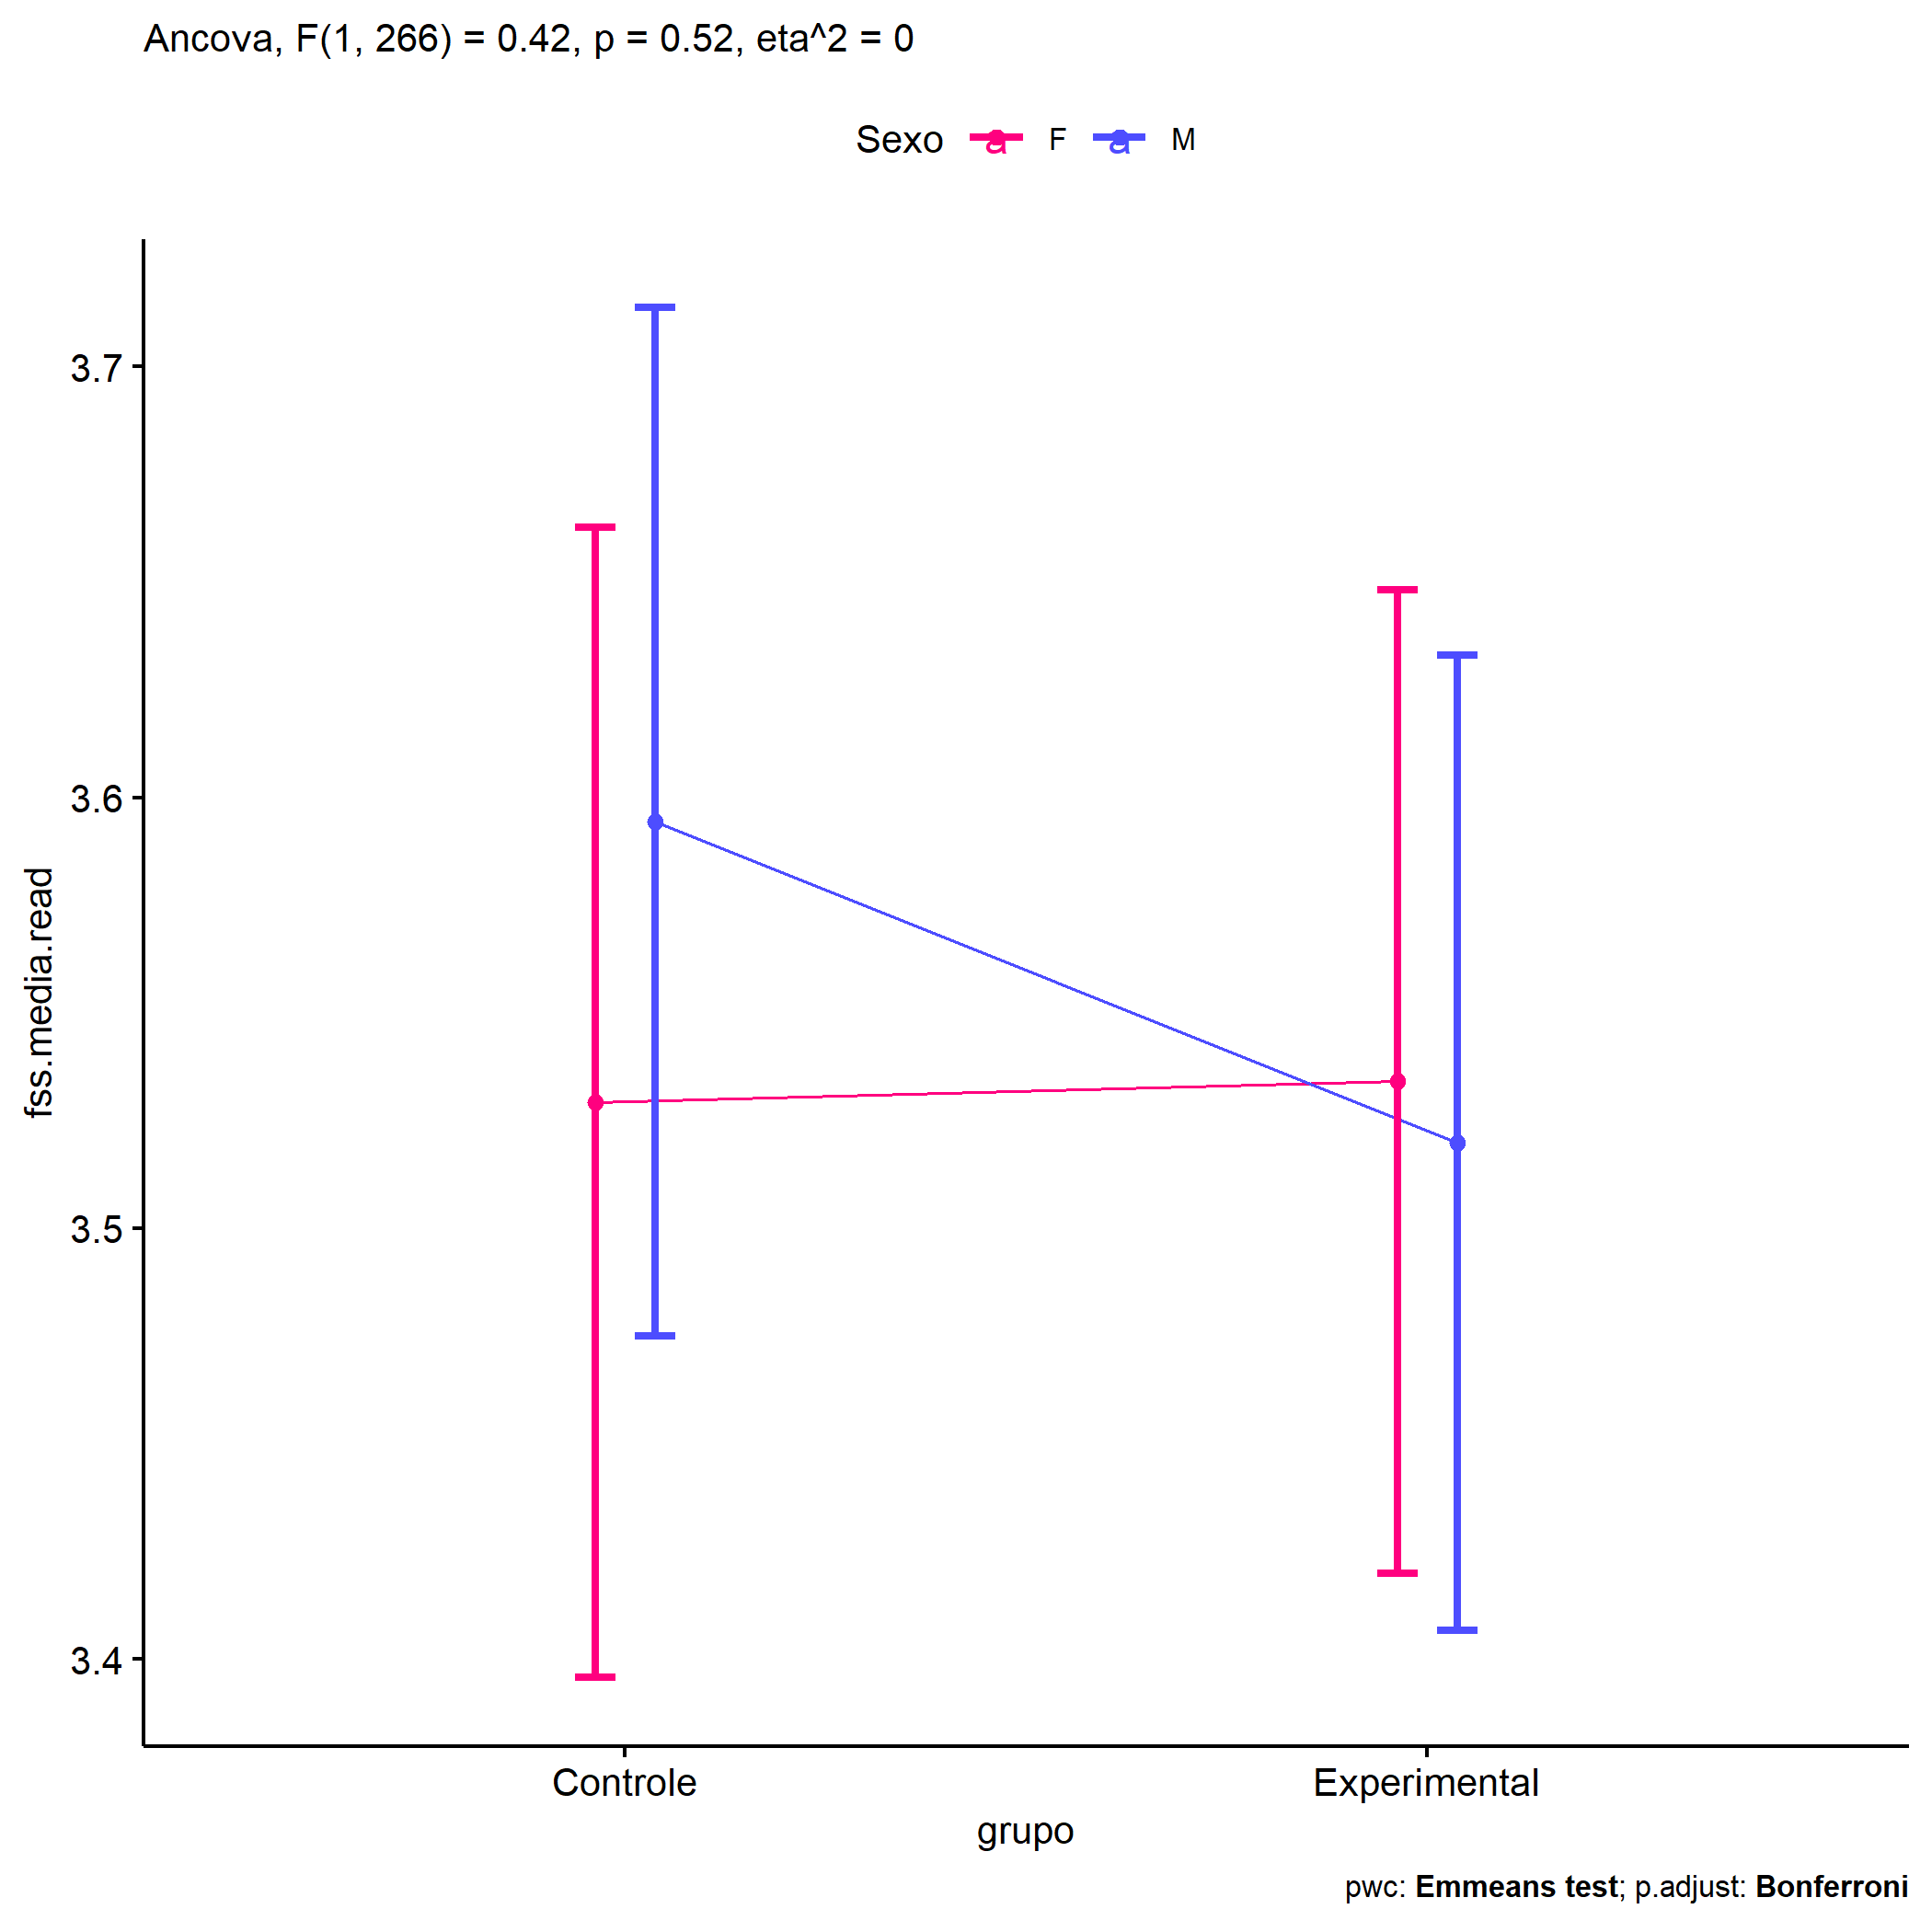 Ancova, F(1, 266) = 0.42, p = 0.52, eta^2 = 0
Sexo a F a M
3.7
3.6
3.5
3.4
fss.media.read
Controle Experimental
grupo
pwc: Emmeans test; p.adjust: Bonferroni